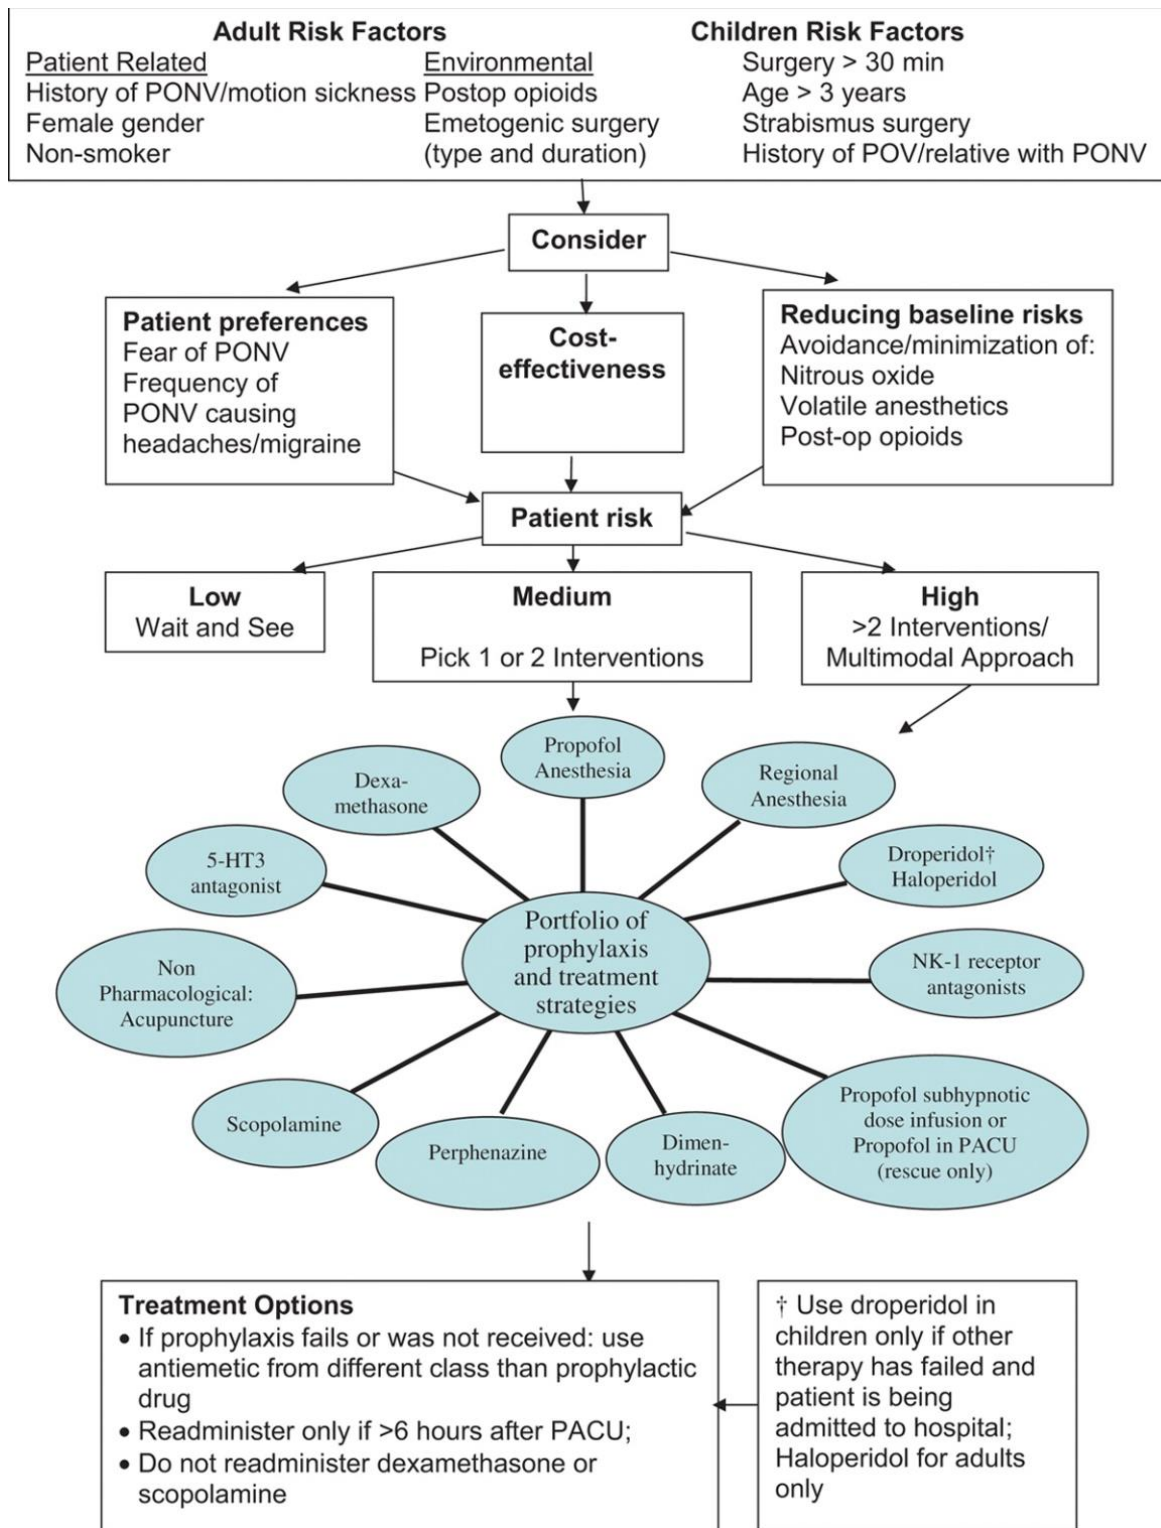 Adult Risk Factors
Children Risk Factors
Patient Related
History of PONV/motion sickness
Female gender
Non-smoker
Environmental
Postop opioids
Emetogenic surgery
(type and duration)
Surgery > 30 min
Age > 3 years
Strabismus surgery
History of POV/relative with PONV
Consider
Patient preferences
Fear of PONV
Frequency of
PONV causing
headaches/migraine
Cost-
effectiveness
Reducing baseline risks
Avoidance/minimization of:
Nitrous oxide
Volatile anesthetics
Post-op opioids
Patient risk
Low
Wait and See
Medium
Pick 1 or 2 Interventions
High
>2 Interventions/
Multimodal Approach
Propofol
Anesthesia
Dexa-
methasone
Regional
Anesthesia
5-HT3
antagonist
Droperidol†
Haloperidol
Portfolio of
prophylaxis
and treatment
strategies
Non
Pharmacological:
Acupuncture
NK-1 receptor
antagonists
Scopolamine
Perphenazine
Dimen-
hydrinate
Propofol subhypnotic
dose infusion or
Propofol in PACU
(rescue only)
Treatment Options
• If prophylaxis fails or was not received: use
antiemetic from different class than prophylactic
drug
• Readminister only if >6 hours after PACU;
• Do not readminister dexamethasone or
scopolamine
† Use droperidol in
children only if other
therapy has failed and
patient is being
admitted to hospital;
Haloperidol for adults
only